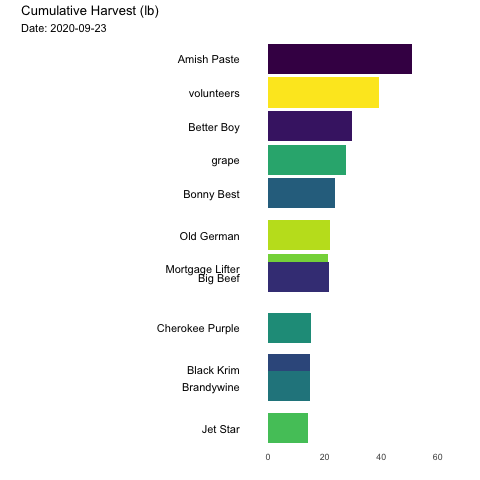 Cumulative Harvest (lb)
Date: 2020-09-23
Amish Paste
volunteers
Better Boy
grape
Bonny Best
Old German
Mortgage Lifter
Big Beef
Cherokee Purple
Black Krim
Brandywine
Jet Star
0 20 40 60